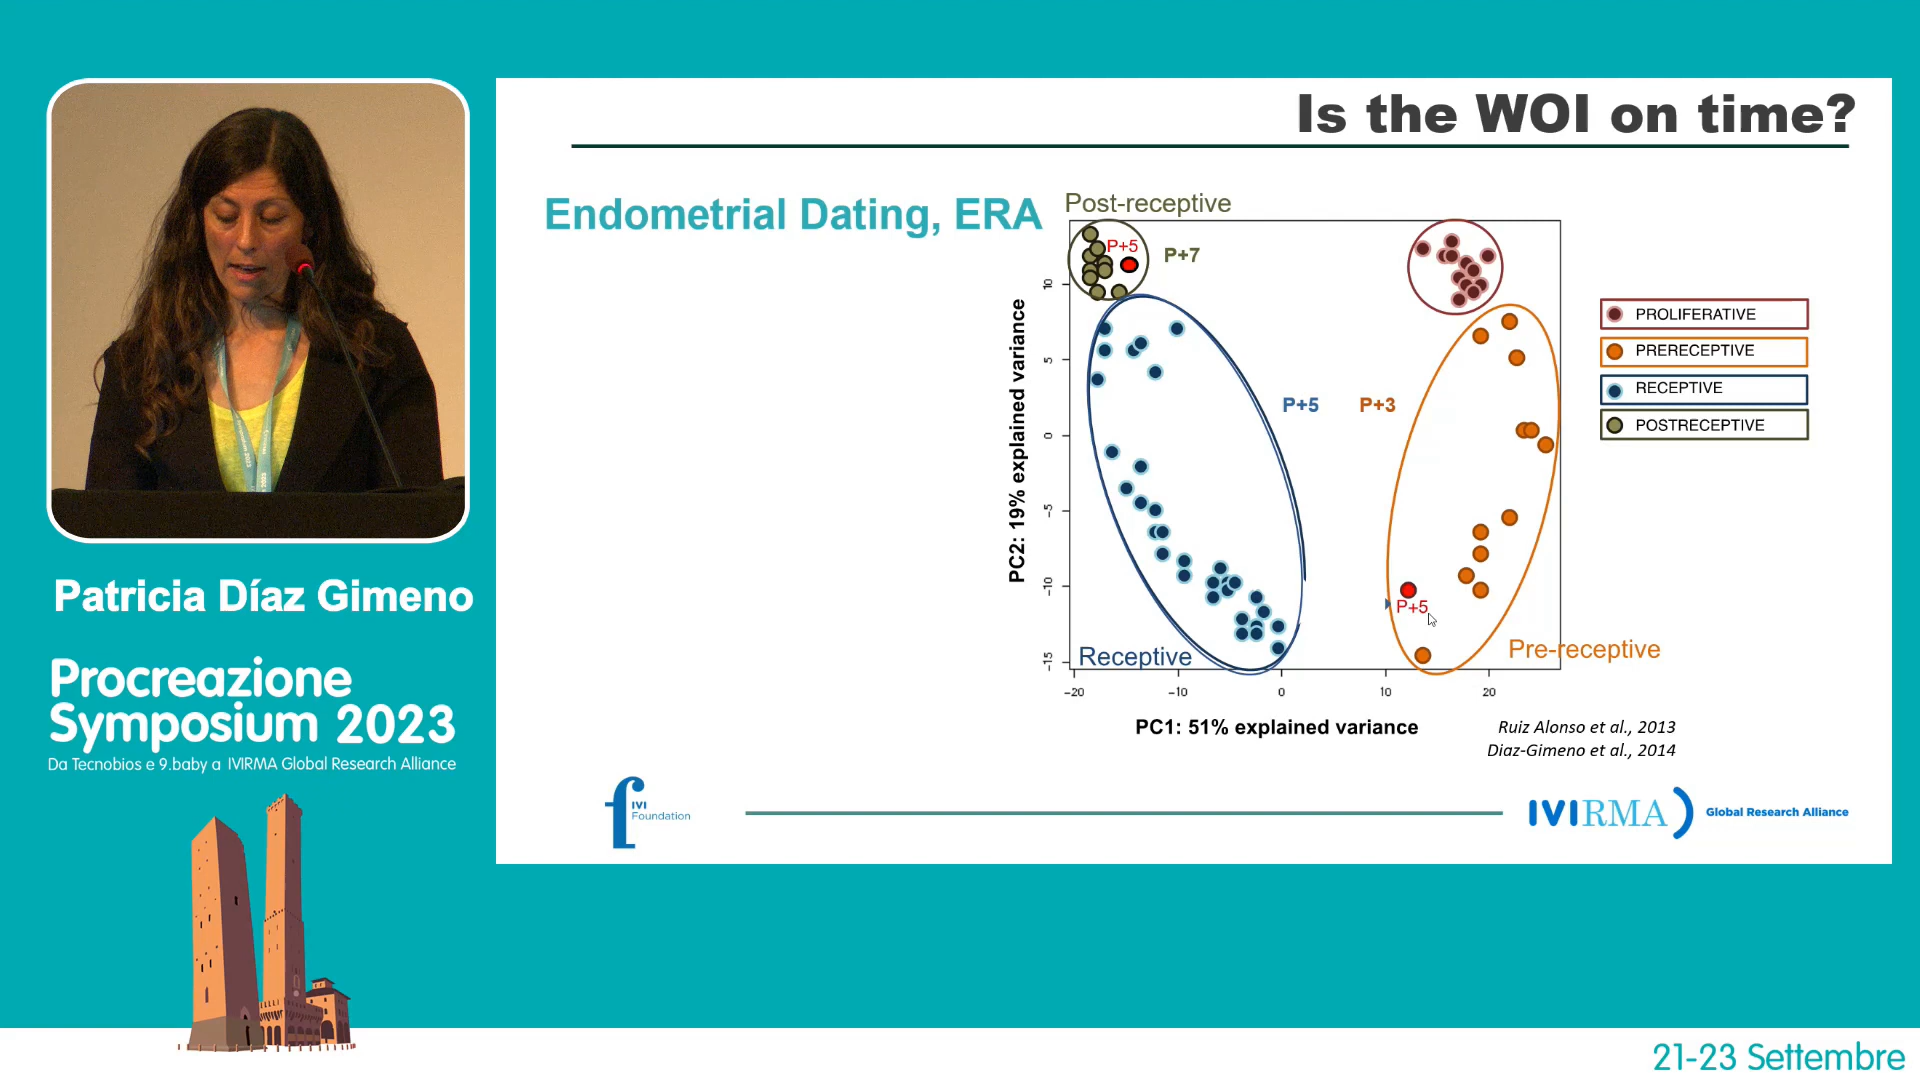 Is the WOI on time?
Endometrial Dating, ERA
Post-receptive
P+5
P+7
P+5
P+3
P+5
Receptive
Pre-receptive
PC2: 19% explained variance
10
5
0
−5
−10
−15
−20
−10
0
10
20
PC1: 51% explained variance
PROLIFERATIVE
PRERECEPTIVE
RECEPTIVE
POSTRECEPTIVE
Ruiz Alonso et al., 2013
Diaz-Gimeno et al., 2014
IVI
Foundation
IVIRMA Global Research Alliance
Patricia Díaz Gimeno
Procreazione
Symposium 2023
Da Tecnobios e 9.baby a IVIRMA Global Research Alliance
21-23 Settembre